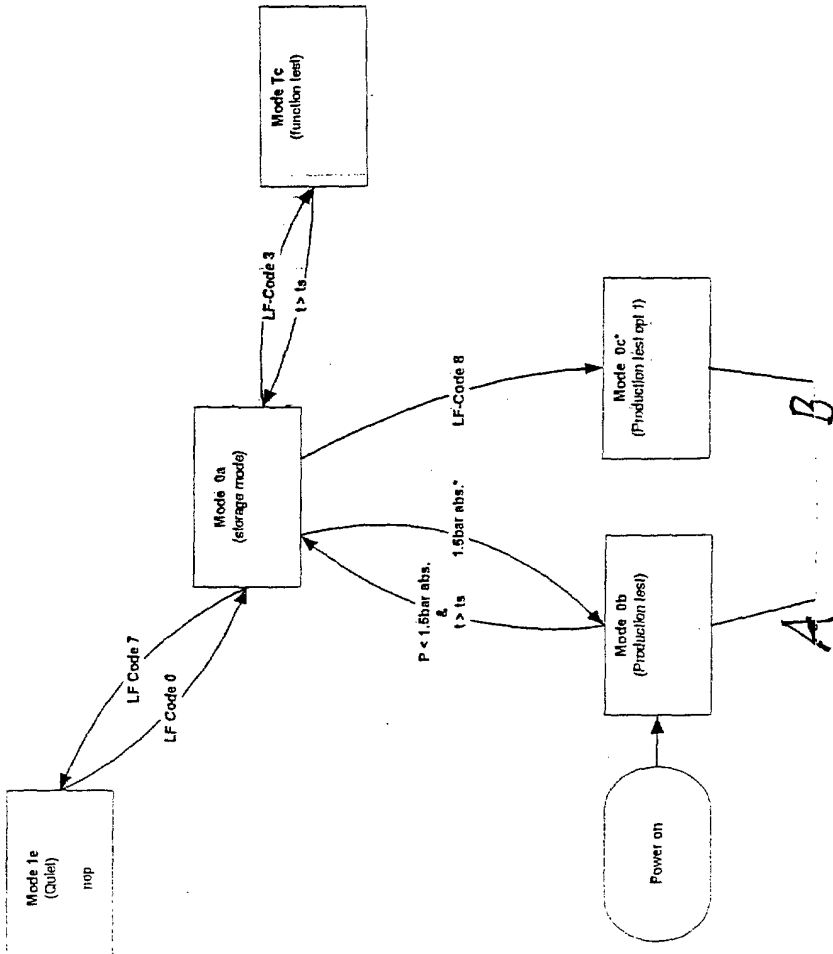 Mode 1e
(Quiet)
nop
LF Code 7
LF Code 0
Mode 0a
(storage mode)
LF-Code 3
t > ts
Mode Tc
(function test)
P < 1.5bar abs.
&
t > ts
1.5bar abs.*
LF-Code 8
Power on
Mode 0b
(Production test)
Mode 0c*
(Production test opt 1)
A
B